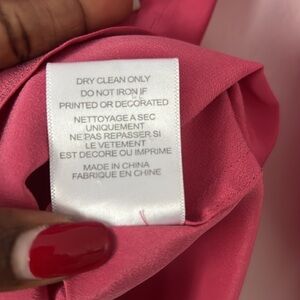 DRY CLEAN ONLY
DO NOT IRON IF
PRINTED OR DECORATED
NETTOYAGE A SEC
UNIQUEMENT
NE PAS REPASSER SI
LE VETEMENT
EST DECORE OU IMPRIME
MADE IN CHINA
FABRIQUE EN CHINE